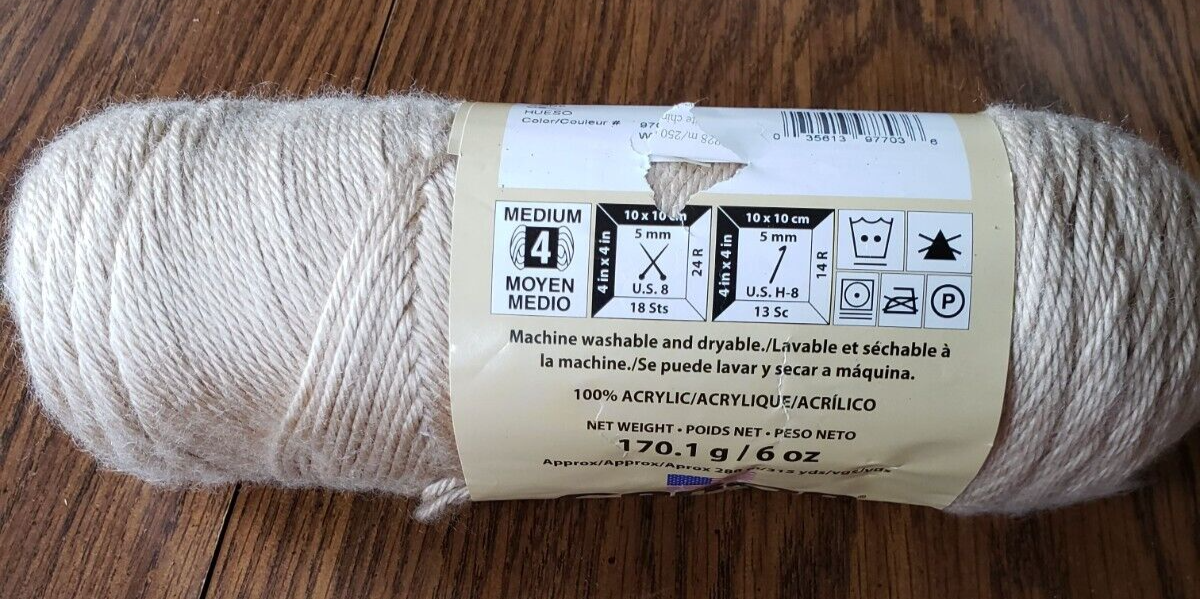 HUESO
Color/Couleur #
0 35613 97703 6
MEDIUM
4
MOYEN
MEDIO
10 x 10 cm
4 in x 4 in
5 mm
U.S. 8
24 R
18 Sts
10 x 10 cm
4 in x 4 in
5 mm
U.S. H-8
14 R
13 Sc
P
Machine washable and dryable./Lavable et séchable à
la machine./Se puede lavar y secar a máquina.
100% ACRYLIC/ACRYLIQUE/ACRÍLICO
NET WEIGHT • POIDS NET • PESO NETO
170.1 g / 6 oz
Approx/Approx/Aprox